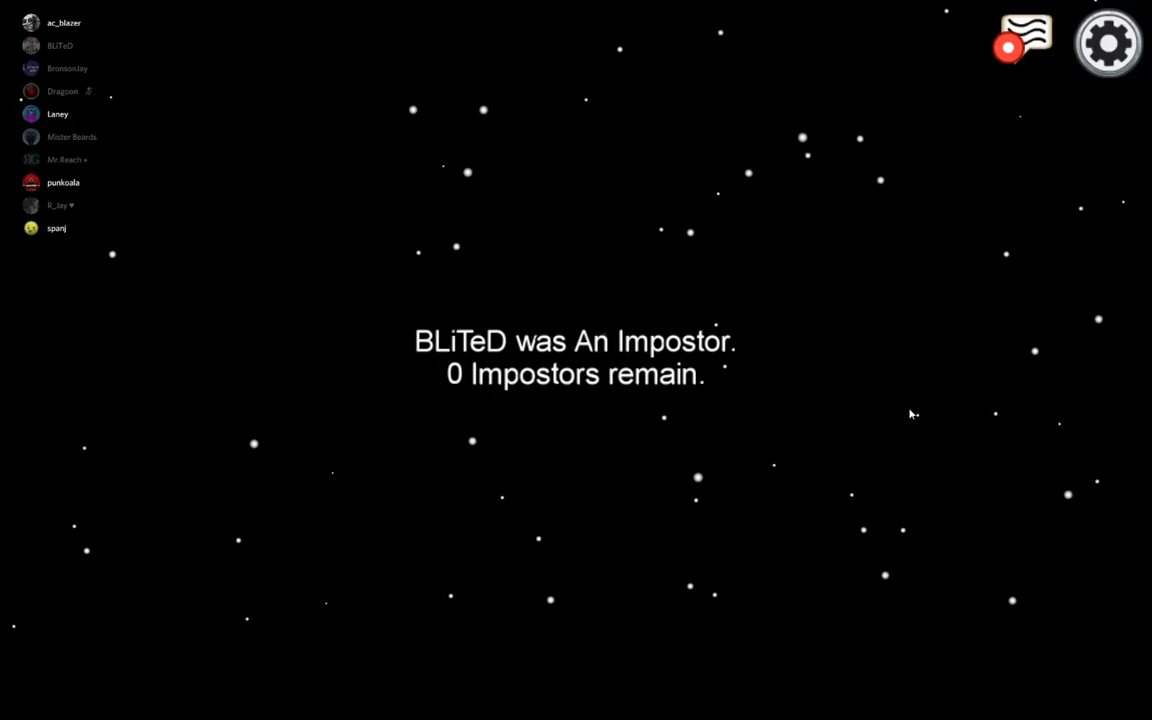 ac_blazer
BLiTeD
BronsonJay
Dragoon
Laney
Mister Beards
Mr.Reach +
punkoala
R_Jay ♥
spanj
BLiTeD was An Impostor.
0 Impostors remain.